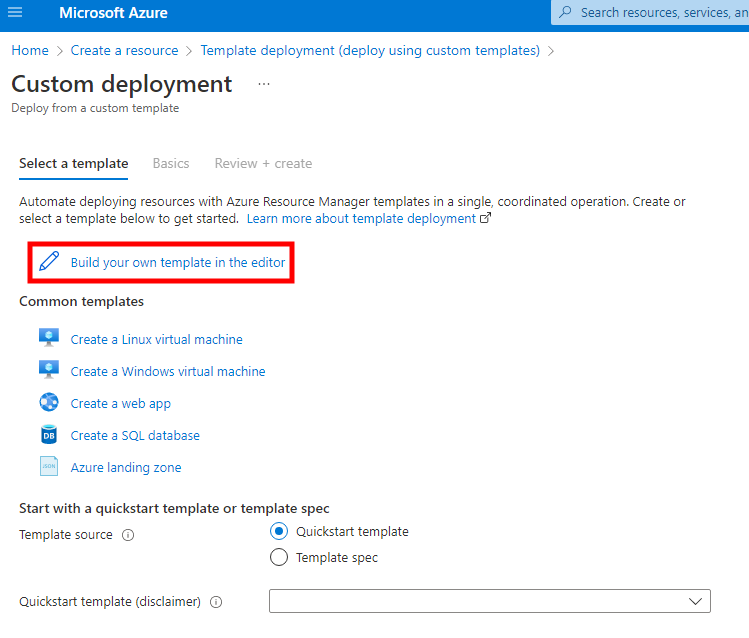 Microsoft Azure
Search resources, services, an
Home > Create a resource > Template deployment (deploy using custom templates) >
Custom deployment ...
Deploy from a custom template
Select a template Basics Review + create
Automate deploying resources with Azure Resource Manager templates in a single, coordinated operation. Create or
select a template below to get started. Learn more about template deployment
Build your own template in the editor
Common templates
Create a Linux virtual machine
Create a Windows virtual machine
Create a web app
DB Create a SQL database
JSON Azure landing zone
Start with a quickstart template or template spec
Template source Quickstart template
Template spec
Quickstart template (disclaimer)